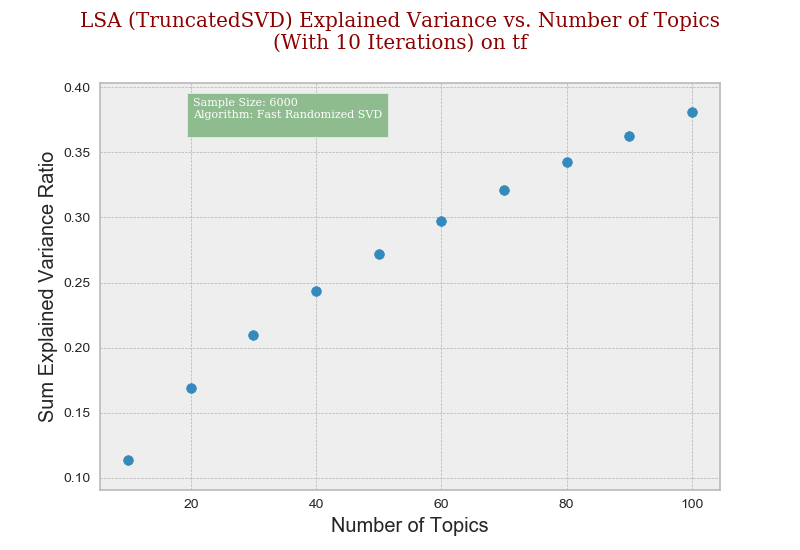 LSA (TruncatedSVD) Explained Variance vs. Number of Topics
(With 10 Iterations) on tf
Sample Size: 6000
Algorithm: Fast Randomized SVD
Sum Explained Variance Ratio
0.40
0.35
0.30
0.25
0.20
0.15
0.10
20 40 60 80 100
Number of Topics